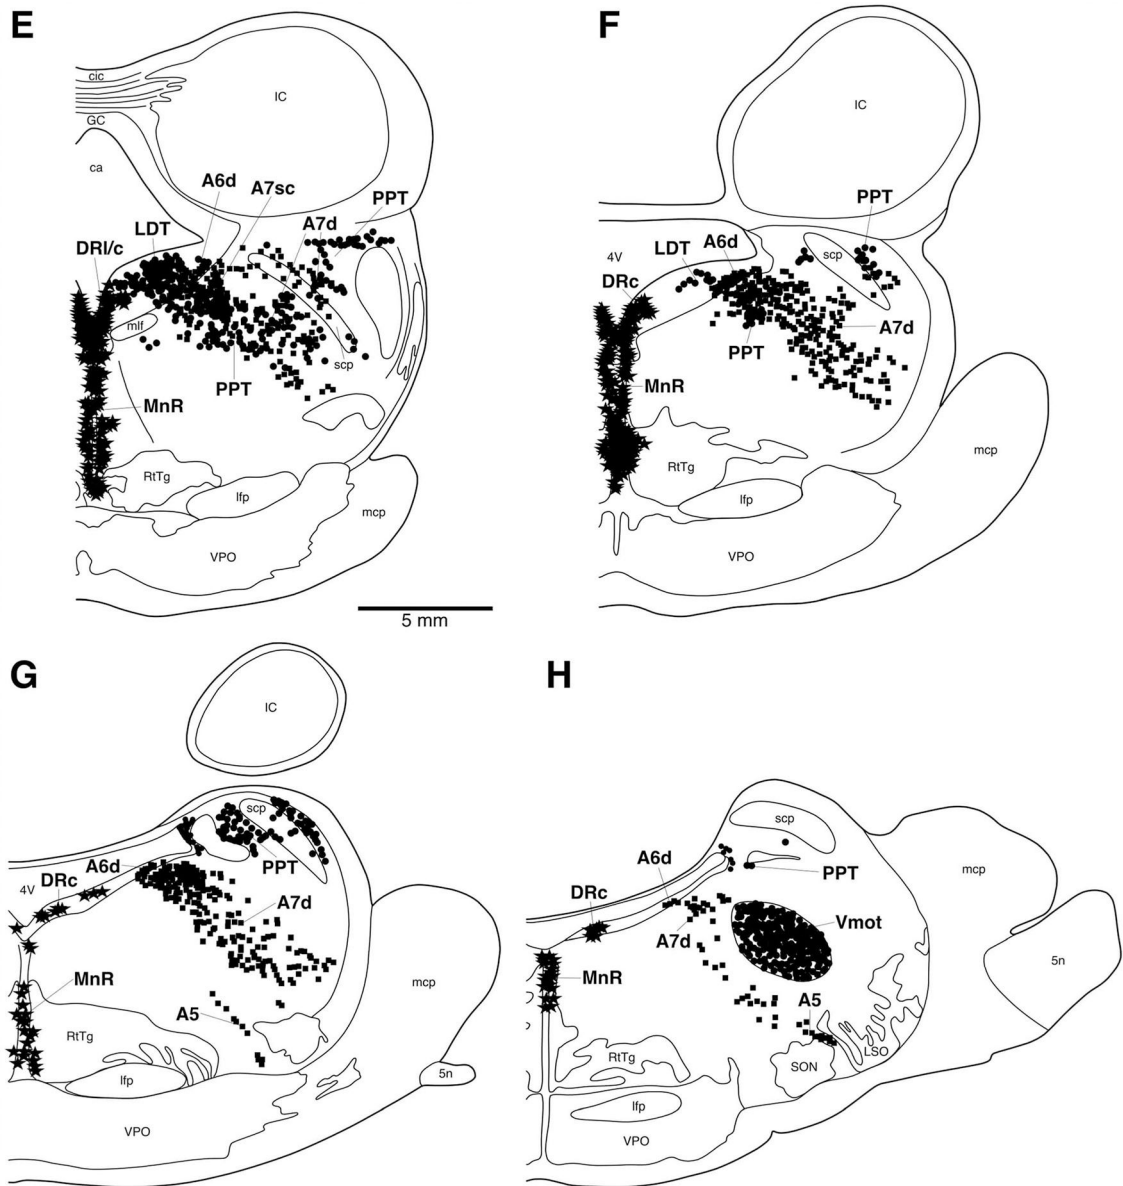 E
cic
IC
GC
ca
A6d
A7sc
PPT
LDT
A7d
DRI/c
mlf
scp
PPT
MnR
RtTg
lfp
mcp
VPO
5 mm
F
IC
PPT
4V
LDT
A6d
scp
DRc
A7d
PPT
MnR
RtTg
mcp
lfp
VPO
G
IC
scp
A6d
PPT
4V
DRc
A7d
MnR
mcp
A5
RtTg
lfp
5n
VPO
H
scp
A6d
PPT
mcp
DRc
Vmot
A7d
5n
MnR
A5
RtTg
LSO
SON
lfp
VPO